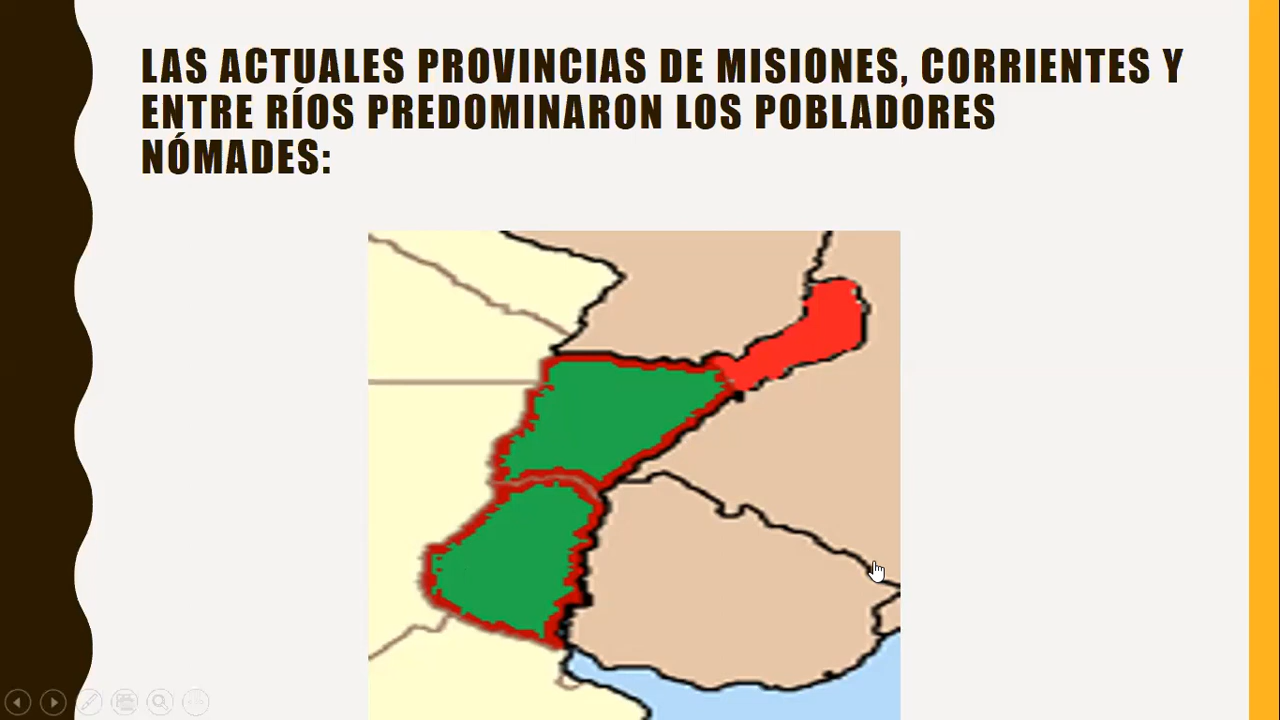 LAS ACTUALES PROVINCIAS DE MISIONES, CORRIENTES Y
ENTRE RÍOS PREDOMINARON LOS POBLADORES
NÓMADES: